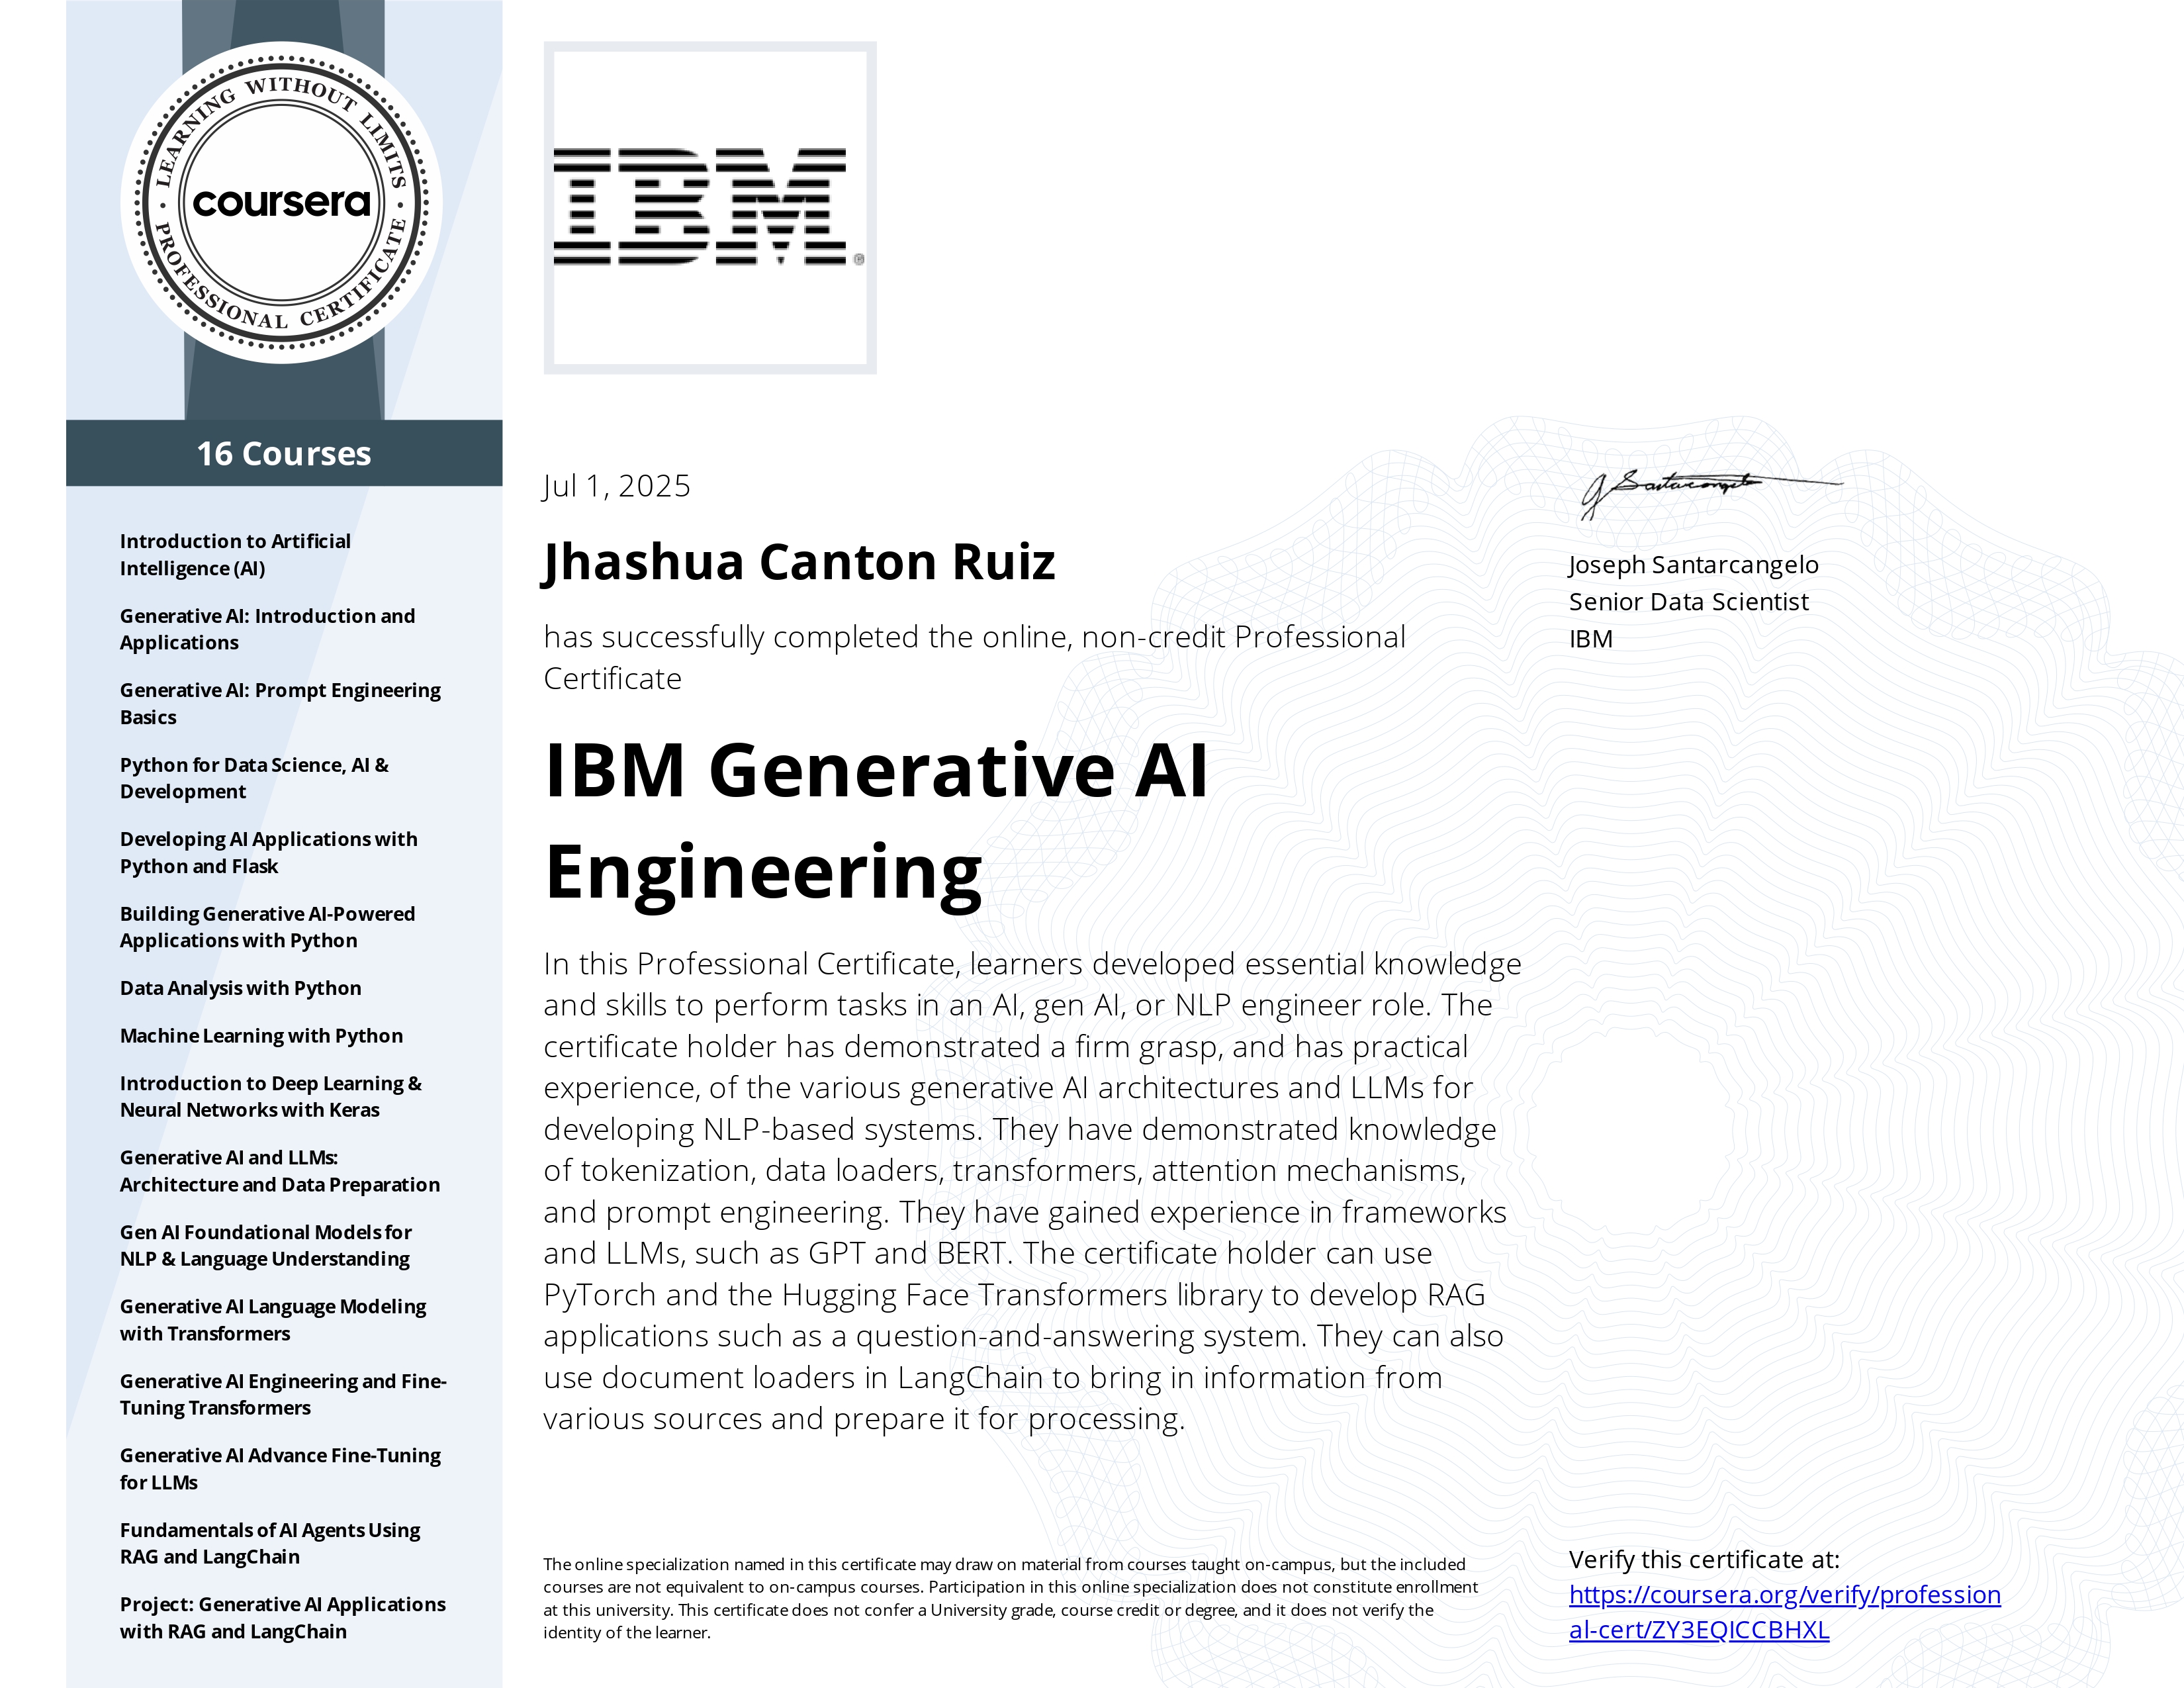 LEARNING WITHOUT LIMITS
coursera
PROFESSIONAL CERTIFICATE
16 Courses
Introduction to Artificial
Intelligence (AI)
Generative AI: Introduction and
Applications
Generative AI: Prompt Engineering
Basics
Python for Data Science, AI &
Development
Developing AI Applications with
Python and Flask
Building Generative AI-Powered
Applications with Python
Data Analysis with Python
Machine Learning with Python
Introduction to Deep Learning &
Neural Networks with Keras
Generative AI and LLMs:
Architecture and Data Preparation
Gen AI Foundational Models for
NLP & Language Understanding
Generative AI Language Modeling
with Transformers
Generative AI Engineering and Fine-
Tuning Transformers
Generative AI Advance Fine-Tuning
for LLMs
Fundamentals of AI Agents Using
RAG and LangChain
Project: Generative AI Applications
with RAG and LangChain
IBM®
Jul 1, 2025
Jhashua Canton Ruiz
has successfully completed the online, non-credit Professional
Certificate
IBM Generative AI
Engineering
In this Professional Certificate, learners developed essential knowledge
and skills to perform tasks in an AI, gen AI, or NLP engineer role. The
certificate holder has demonstrated a firm grasp, and has practical
experience, of the various generative AI architectures and LLMs for
developing NLP-based systems. They have demonstrated knowledge
of tokenization, data loaders, transformers, attention mechanisms,
and prompt engineering. They have gained experience in frameworks
and LLMs, such as GPT and BERT. The certificate holder can use
PyTorch and the Hugging Face Transformers library to develop RAG
applications such as a question-and-answering system. They can also
use document loaders in LangChain to bring in information from
various sources and prepare it for processing.
The online specialization named in this certificate may draw on material from courses taught on-campus, but the included
courses are not equivalent to on-campus courses. Participation in this online specialization does not constitute enrollment
at this university. This certificate does not confer a University grade, course credit or degree, and it does not verify the
identity of the learner.
J Santarcangelo
Joseph Santarcangelo
Senior Data Scientist
IBM
Verify this certificate at:
https://coursera.org/verify/profession
al-cert/ZY3EQICCBHXL